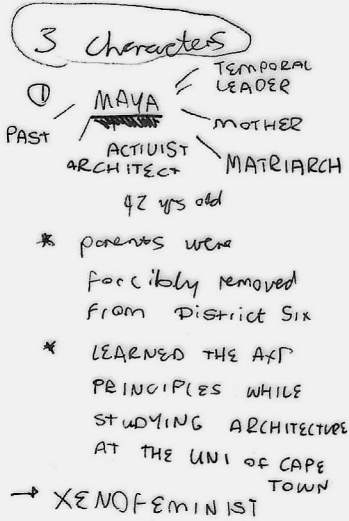 3 characters
① MAYA
TEMPORAL
LEADER
PAST
MOTHER
ACTIVIST
ARCHITECT
MATRIARCH
42 yrs old
* parents were
forcibly removed
from District Six
* LEARNED THE
PRINCIPLES WHILE
STUDYING ARCHITECTURE
AT THE UNI OF CAPE
TOWN
→ XENOFEMINIST